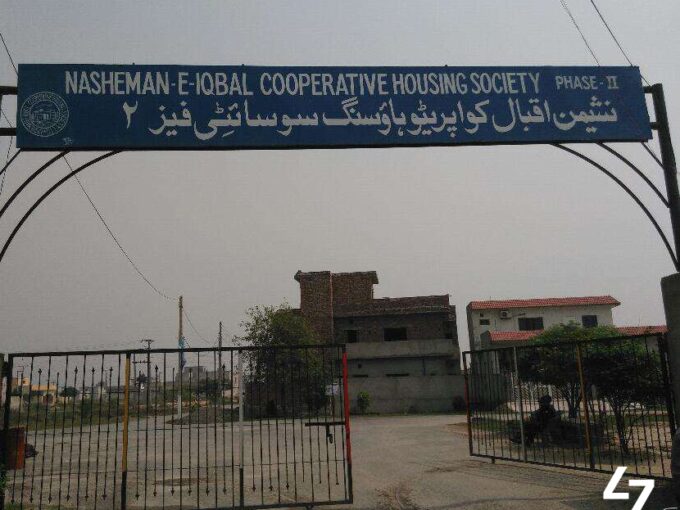 NASHEMAN-E-IQBAL COOPERATIVE HOUSING SOCIETY PHASE-II
نشیمن اقبال کواپریٹو ہاؤسنگ سوسائٹی فیز ۲